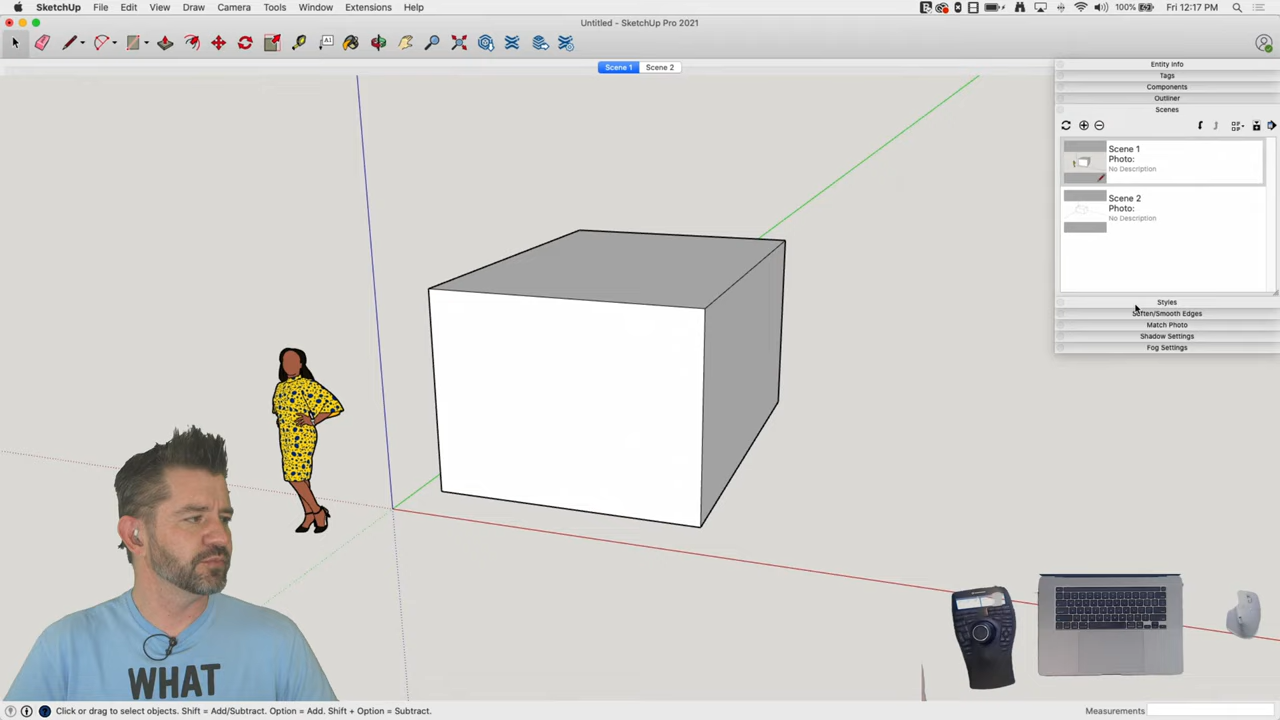 SketchUp File Edit View Draw Camera Tools Window Extensions Help
100% Fri 12:17 PM
Untitled - SketchUp Pro 2021
A1
Scene 1 Scene 2
Entity Info
Tags
Components
Outliner
Scenes
Scene 1
Photo:
No Description
Scene 2
Photo:
No Description
Styles
Soften/Smooth Edges
Match Photo
Shadow Settings
Fog Settings
WHAT
Click or drag to select objects. Shift = Add/Subtract. Option = Add. Shift + Option = Subtract.
Measurements